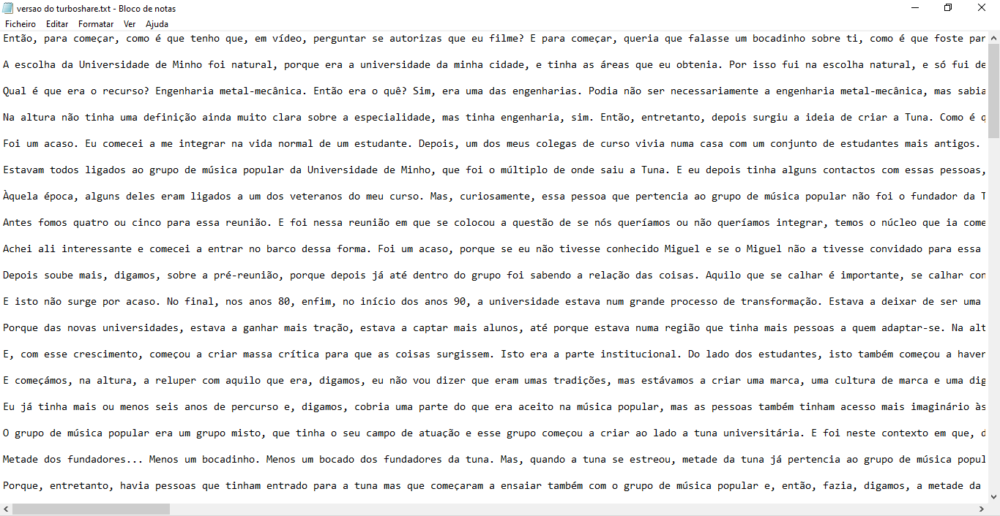 versao do turboshare.txt - Bloco de notas
Ficheiro Editar Formatar Ver Ajuda
Então, para começar, como é que tenho que, em vídeo, perguntar se autorizas que eu filme? E para começar, queria que falasse um bocadinho sobre ti, como é que foste par
A escolha da Universidade de Minho foi natural, porque era a universidade da minha cidade, e tinha as áreas que eu obtenia. Por isso fui na escolha natural, e só fui de
Qual é que era o recurso? Engenharia metal-mecânica. Então era o quê? Sim, era uma das engenharias. Podia não ser necessariamente a engenharia metal-mecânica, mas sabia
Na altura não tinha uma definição ainda muito clara sobre a especialidade, mas tinha engenharia, sim. Então, entretanto, depois surgiu a ideia de criar a Tuna. Como é q
Foi um acaso. Eu comecei a me integrar na vida normal de um estudante. Depois, um dos meus colegas de curso vivia numa casa com um conjunto de estudantes mais antigos.
Estavam todos ligados ao grupo de música popular da Universidade de Minho, que foi o múltiplo de onde saiu a Tuna. E eu depois tinha alguns contactos com essas pessoas,
Àquela época, alguns deles eram ligados a um dos veteranos do meu curso. Mas, curiosamente, essa pessoa que pertencia ao grupo de música popular não foi o fundador da T
Antes fomos quatro ou cinco para essa reunião. E foi nessa reunião em que se colocou a questão de se nós queríamos ou não queríamos integrar, temos o núcleo que ia come
Achei ali interessante e comecei a entrar no barco dessa forma. Foi um acaso, porque se eu não tivesse conhecido Miguel e se o Miguel não a tivesse convidado para essa
Depois soube mais, digamos, sobre a pré-reunião, porque depois já até dentro do grupo foi sabendo a relação das coisas. Aquilo que se calhar é importante, se calhar con
E isto não surge por acaso. No final, nos anos 80, enfim, no início dos anos 90, a universidade estava num grande processo de transformação. Estava a deixar de ser uma
Porque das novas universidades, estava a ganhar mais tração, estava a captar mais alunos, até porque estava numa região que tinha mais pessoas a quem adaptar-se. Na alt
E, com esse crescimento, começou a criar massa crítica para que as coisas surgissem. Isto era a parte institucional. Do lado dos estudantes, isto também começou a haver
E começámos, na altura, a reluper com aquilo que era, digamos, eu não vou dizer que eram umas tradições, mas estávamos a criar uma marca, uma cultura de marca e uma dig
Eu já tinha mais ou menos seis anos de percurso e, digamos, cobria uma parte do que era aceito na música popular, mas as pessoas também tinham acesso mais imaginário às
O grupo de música popular era um grupo misto, que tinha o seu campo de atuação e esse grupo começou a criar ao lado a tuna universitária. E foi neste contexto em que, d
Metade dos fundadores... Menos um bocadinho. Menos um bocado dos fundadores da tuna. Mas, quando a tuna se estreou, metade da tuna já pertencia ao grupo de música popul
Porque, entretanto, havia pessoas que tinham entrado para a tuna mas que começaram a ensaiar também com o grupo de música popular e, então, fazia, digamos, a metade da